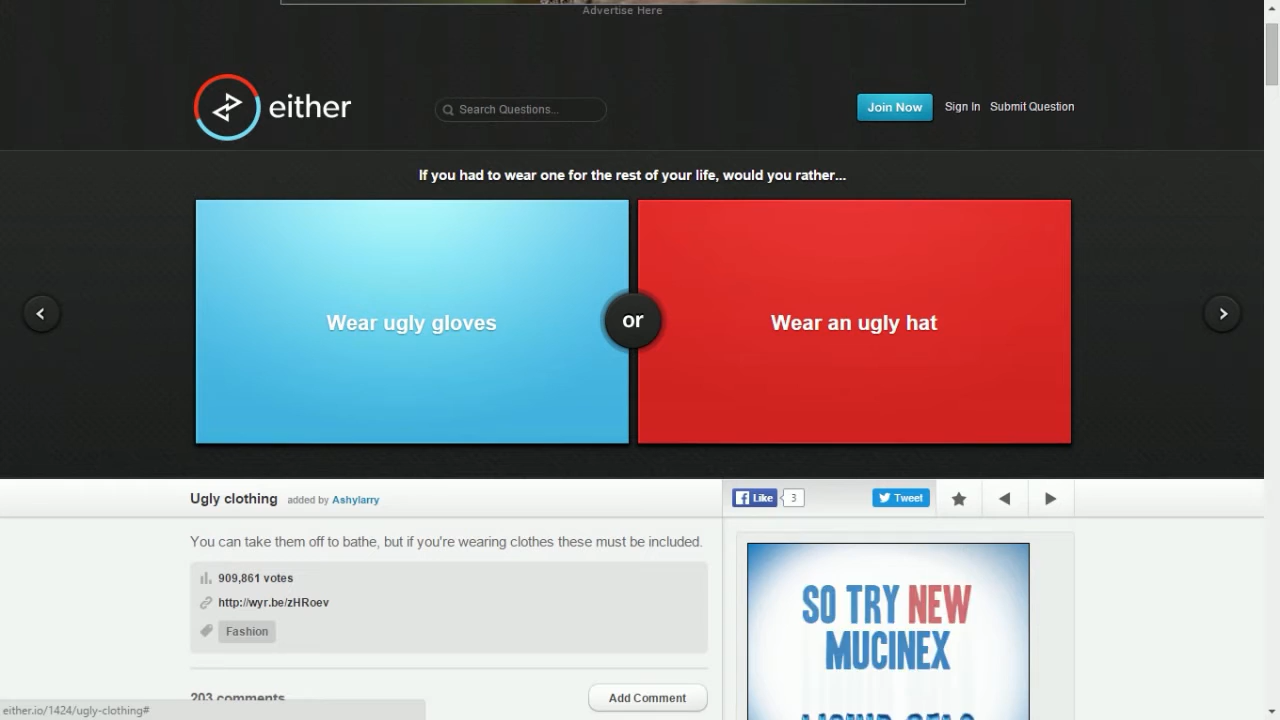 Advertise Here
either
Search Questions...
Join Now
Sign In
Submit Question
If you had to wear one for the rest of your life, would you rather...
Wear ugly gloves
or
Wear an ugly hat
Ugly clothing added by Ashylarry
Like
3
Tweet
You can take them off to bathe, but if you're wearing clothes these must be included.
909,861 votes
http://wyr.be/zHRoev
Fashion
203 comments
Add Comment
SO TRY NEW
MUCINEX
either.io/1424/ugly-clothing#